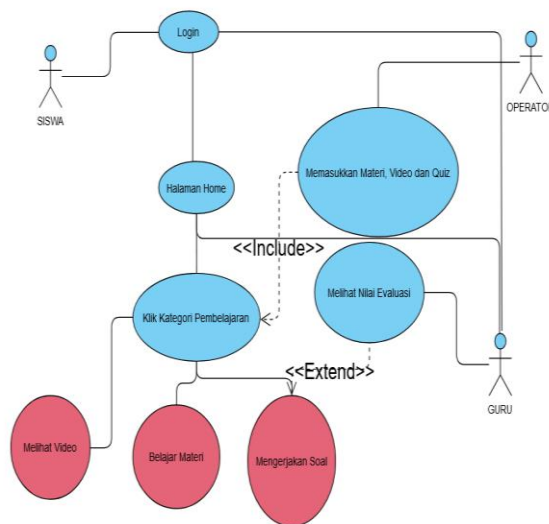 Login
SISWA
OPERATOR
Halaman Home
Memasukkan Materi, Video dan Quiz
<<Include>>
Klik Kategori Pembelajaran
Melihat Nilai Evaluasi
<<Extend>>
GURU
Melihat Video
Belajar Materi
Mengerjakan Soal